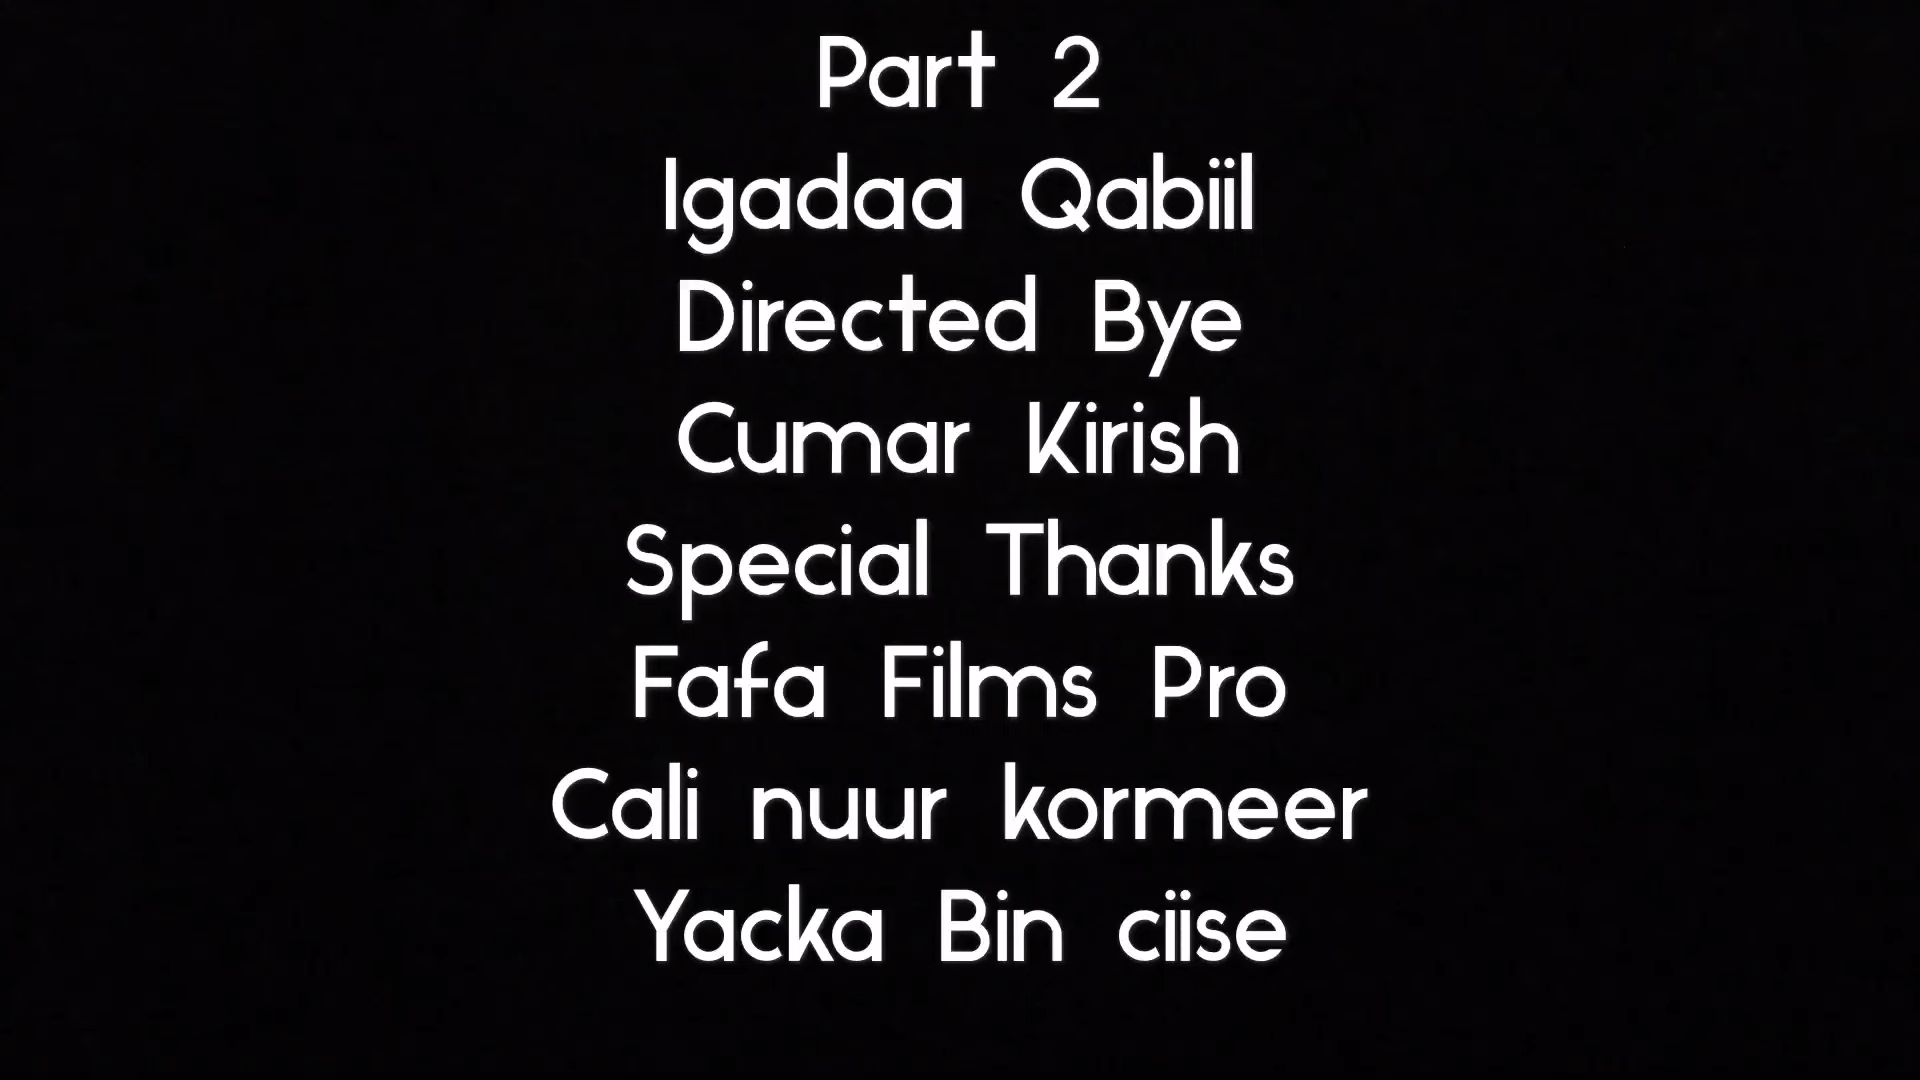 Part 2
Igadaa Qabiil
Directed Bye
Cumar Kirish
Special Thanks
Fafa Films Pro
Cali nuur kormeer
Yacka Bin ciise